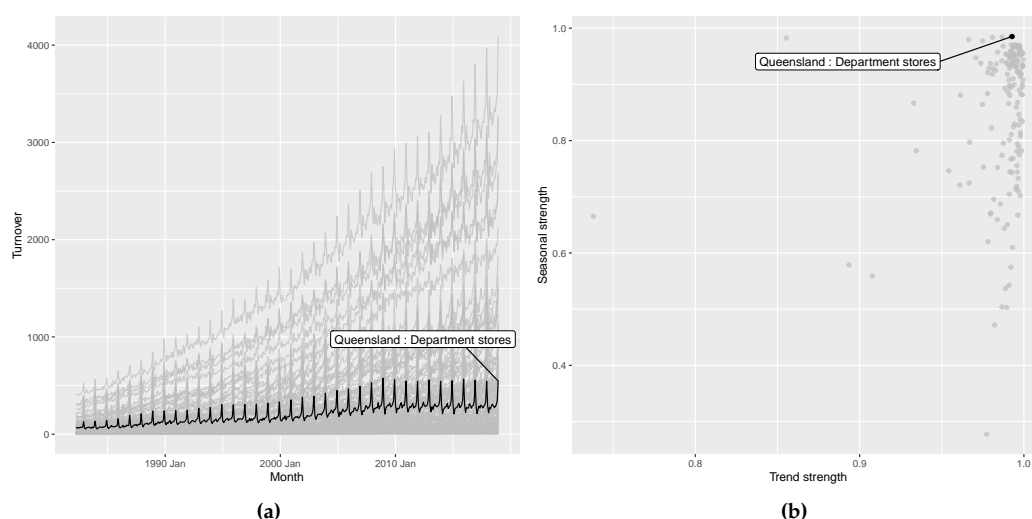 4000
3000
2000
1000
0
Turnover
Queensland : Department stores
1990 Jan
2000 Jan
2010 Jan
Month
(a)
1.0
0.8
0.6
0.4
Seasonal strength
Queensland : Department stores
0.8
0.9
1.0
Trend strength
(b)